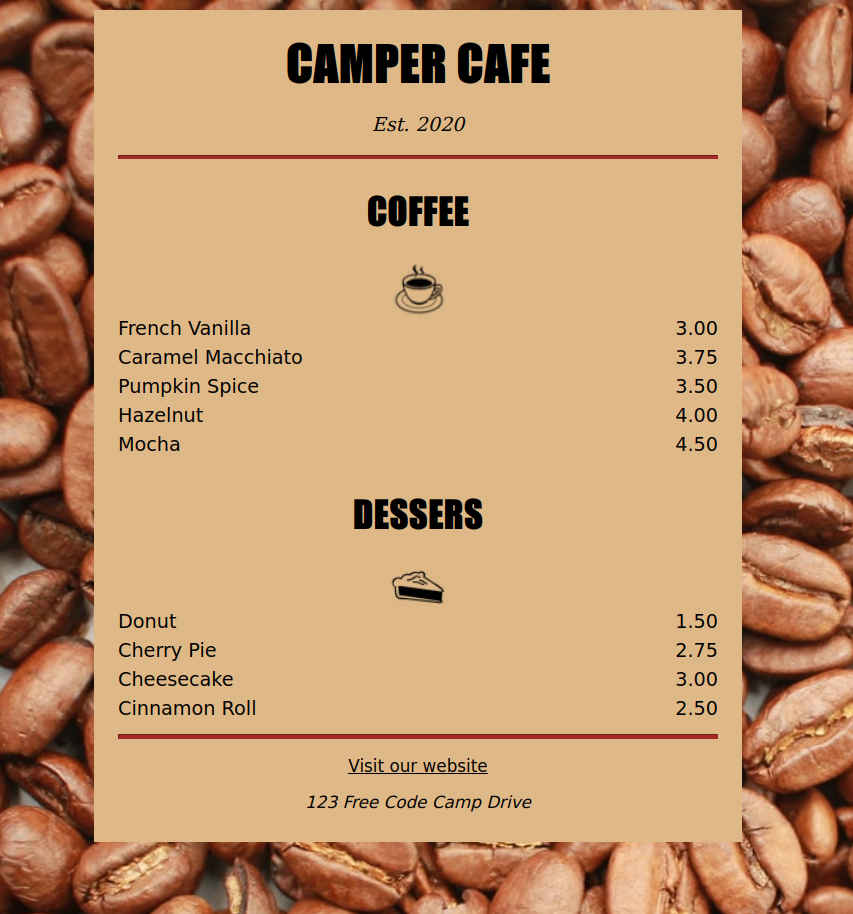 CAMPER CAFE
Est. 2020
COFFEE
French Vanilla 3.00
Caramel Macchiato 3.75
Pumpkin Spice 3.50
Hazelnut 4.00
Mocha 4.50
DESSERS
Donut 1.50
Cherry Pie 2.75
Cheesecake 3.00
Cinnamon Roll 2.50
Visit our website
123 Free Code Camp Drive